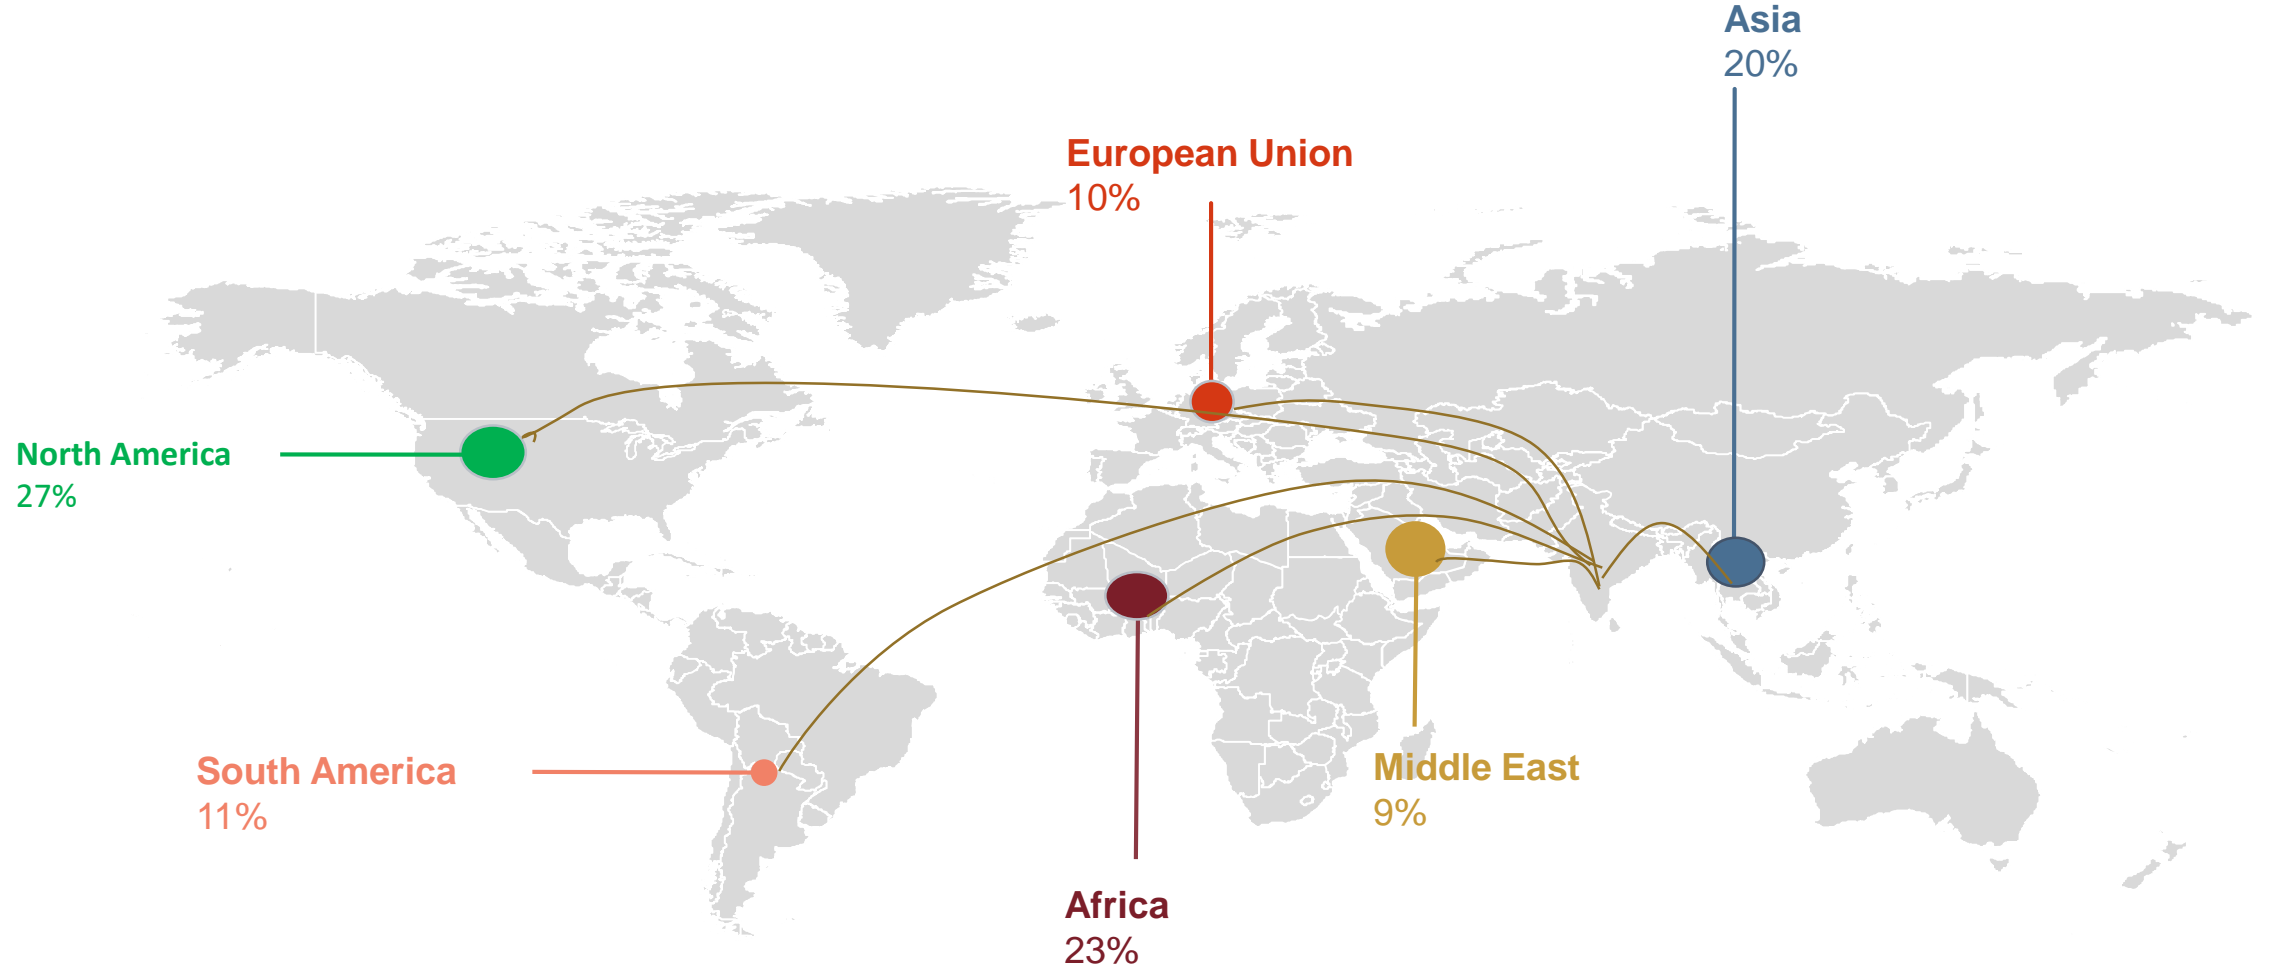 Asia
20%
European Union
10%
North America
27%
South America
11%
Middle East
9%
Africa
23%